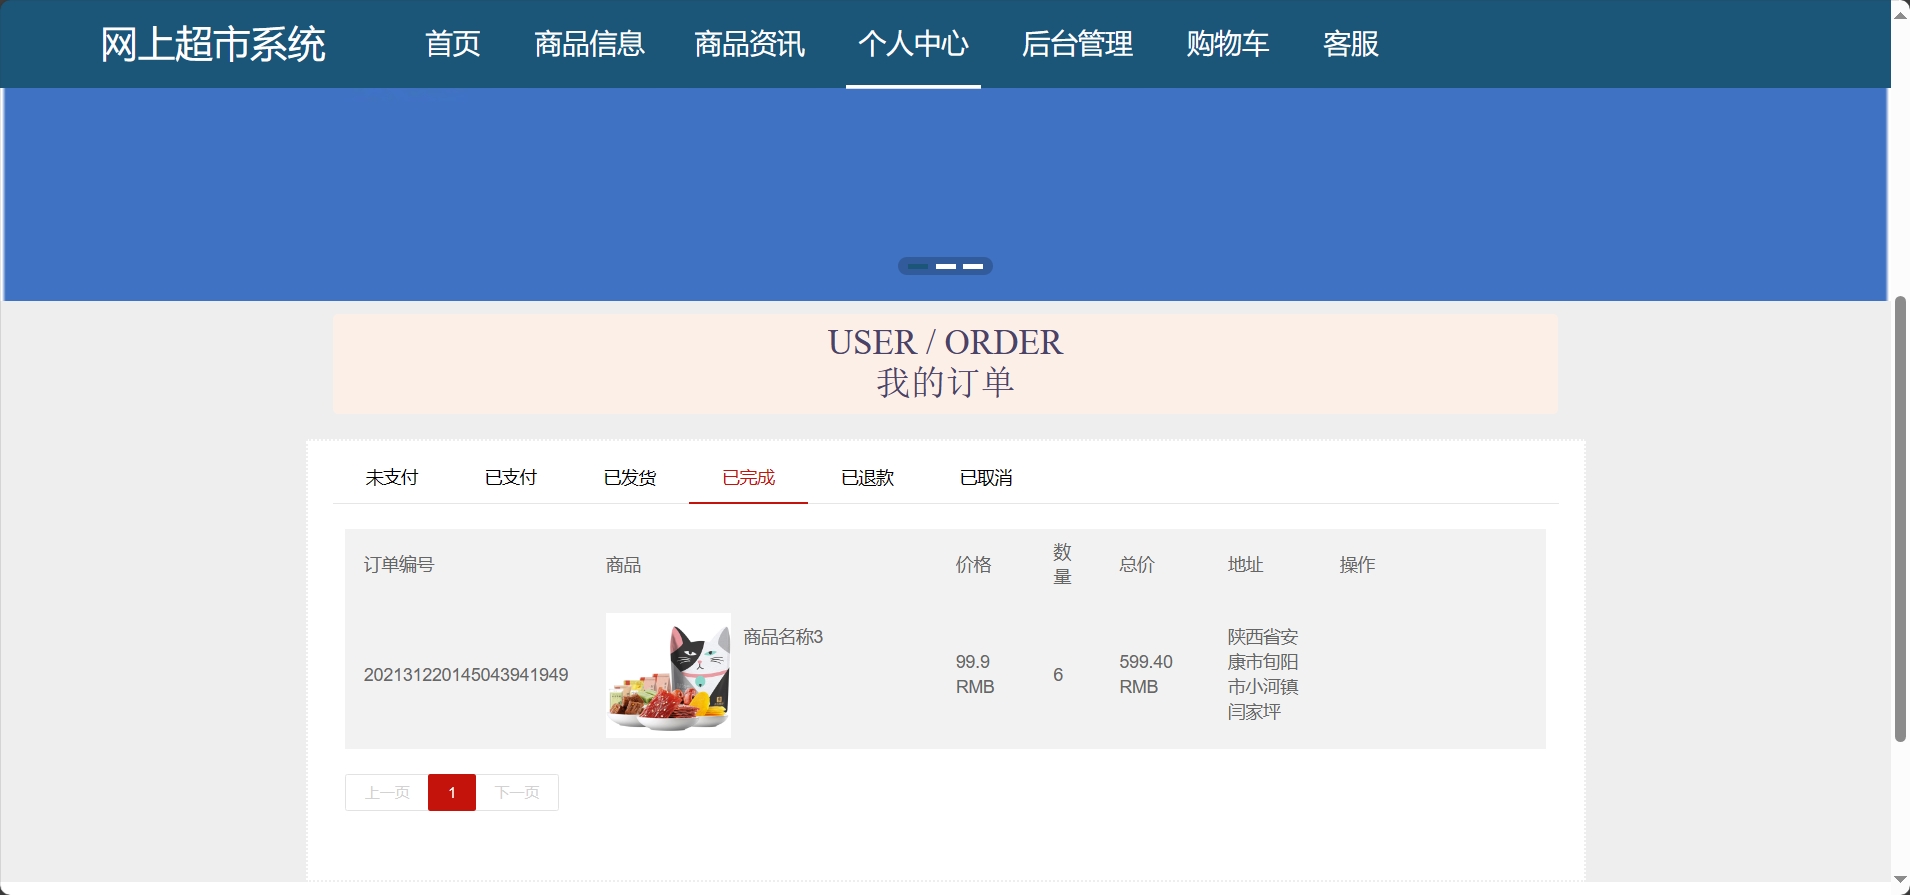 网上超市系统 首页 商品信息 商品资讯 个人中心 后台管理 购物车 客服
USER / ORDER
我的订单
未支付 已支付 已发货 已完成 已退款 已取消
订单编号 商品 价格 数量 总价 地址 操作
202131220145043941949
商品名称3
99.9
RMB
6
599.40
RMB
陕西省安
康市旬阳
市小河镇
闫家坪
上一页 1 下一页